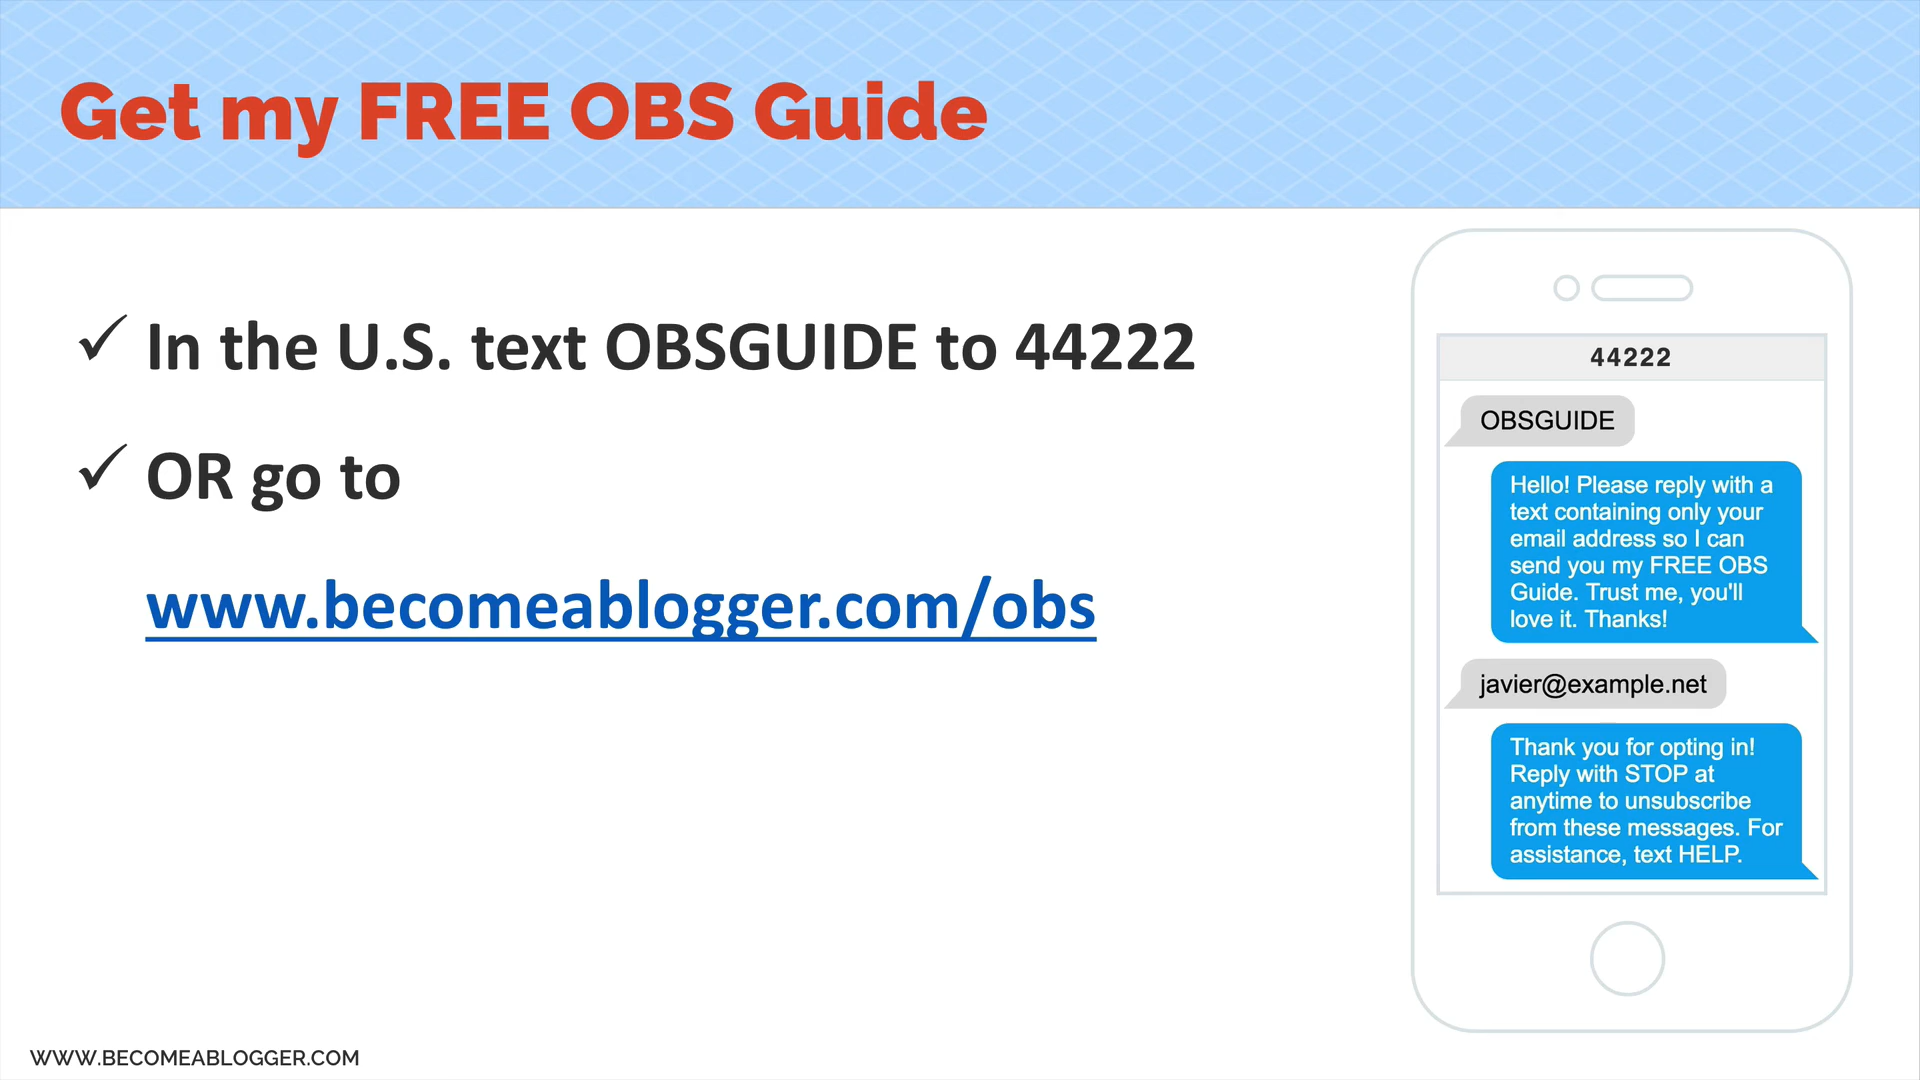 Get my FREE OBS Guide
✓ In the U.S. text OBSGUIDE to 44222
✓ OR go to
www.becomeablogger.com/obs
44222
OBSGUIDE
Hello! Please reply with a
text containing only your
email address so I can
send you my FREE OBS
Guide. Trust me, you'll
love it. Thanks!
javier@example.net
Thank you for opting in!
Reply with STOP at
anytime to unsubscribe
from these messages. For
assistance, text HELP.
WWW.BECOMEABLOGGER.COM